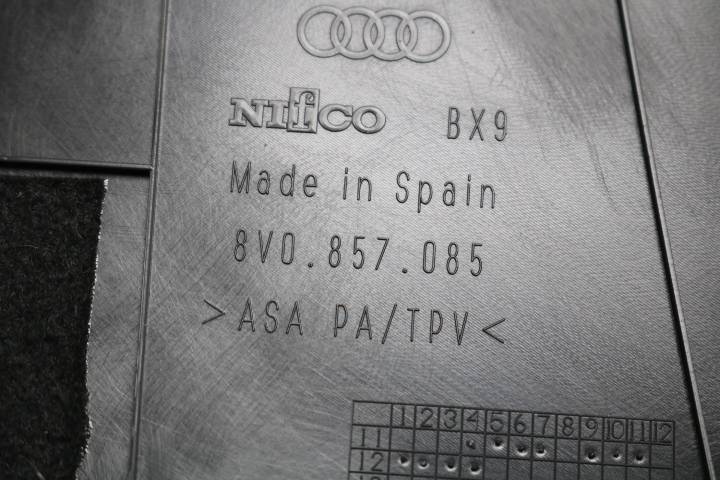 NIfCO BX9
Made in Spain
8V0.857.085
>ASA PA/TPV<
1 2 3 4 5 6 7 8 9 10 11 12
11
12